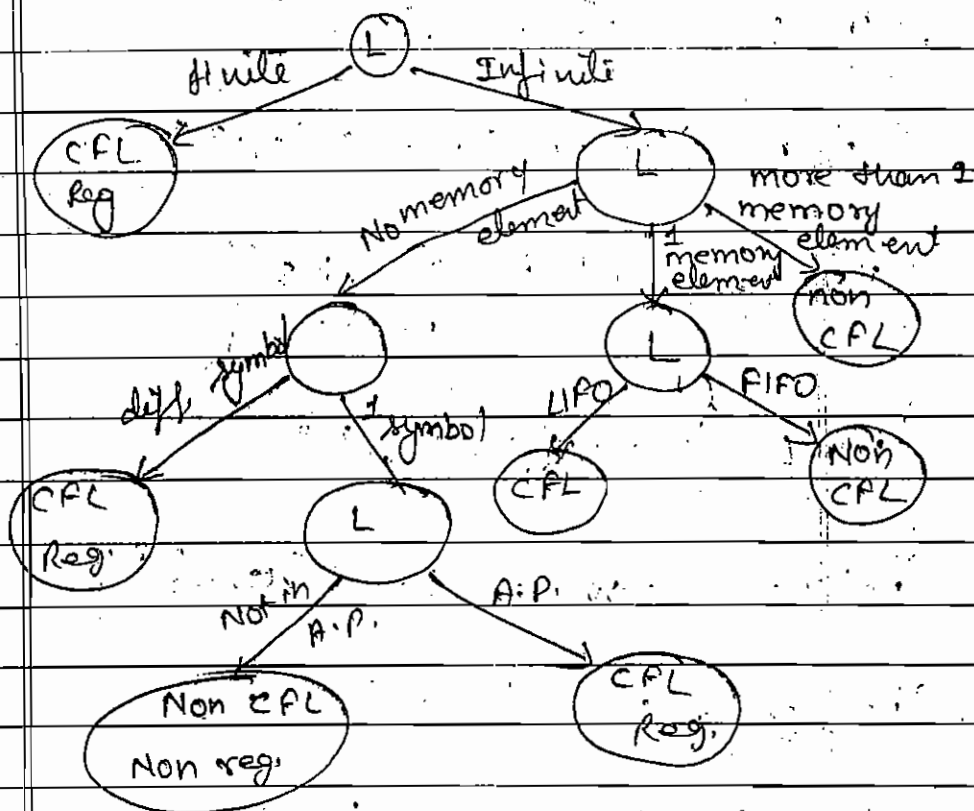 L
finite
Infinite
CFL
Reg
L
No memory
element
1
memory
element
more than 1
memory
element
non
CFL
diff. symbol
1 symbol
L
LIFO
FIFO
CFL
Reg.
L
CFL
Non
CFL
Not in
A.P.
A.P.
Non CFL
Non reg.
CFL
Reg.